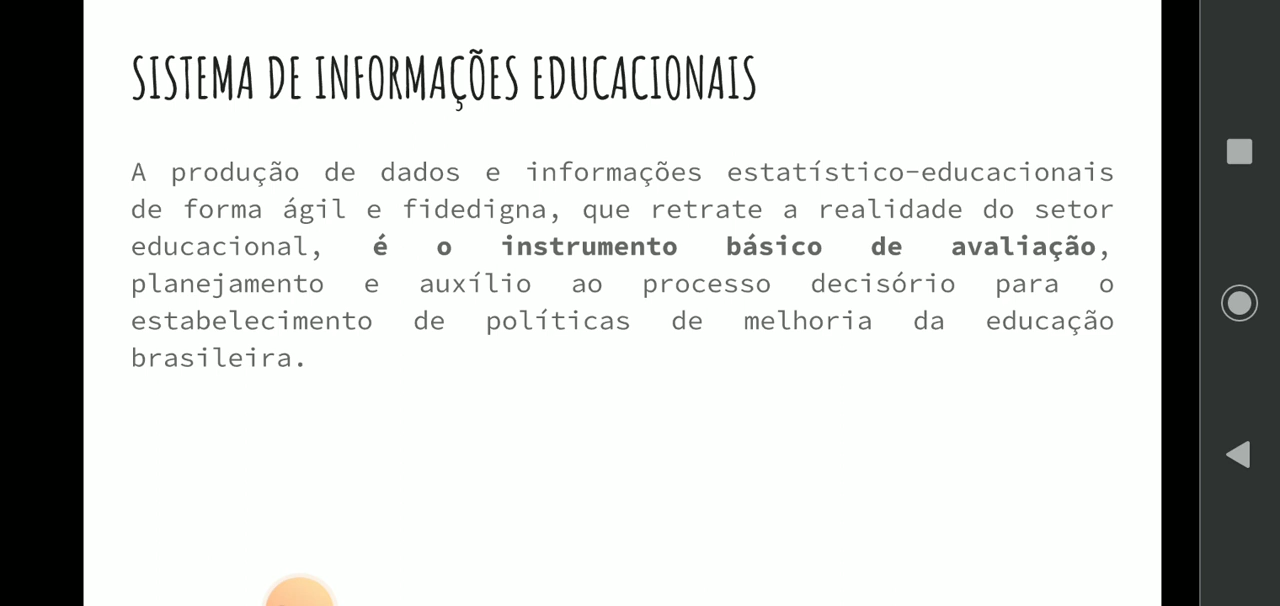 SISTEMA DE INFORMAÇÕES EDUCACIONAIS
A produção de dados e informações estatístico-educacionais
de forma ágil e fidedigna, que retrate a realidade do setor
educacional, é o instrumento básico de avaliação,
planejamento e auxílio ao processo decisório para o
estabelecimento de políticas de melhoria da educação
brasileira.